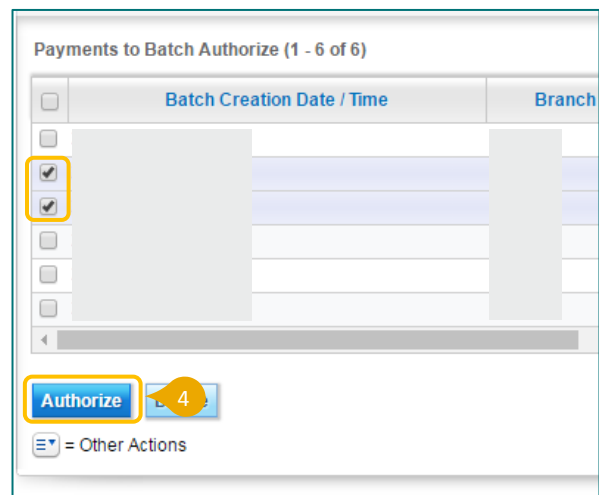 Payments to Batch Authorize (1 - 6 of 6)
Batch Creation Date / Time Branch
Authorize 4
= Other Actions